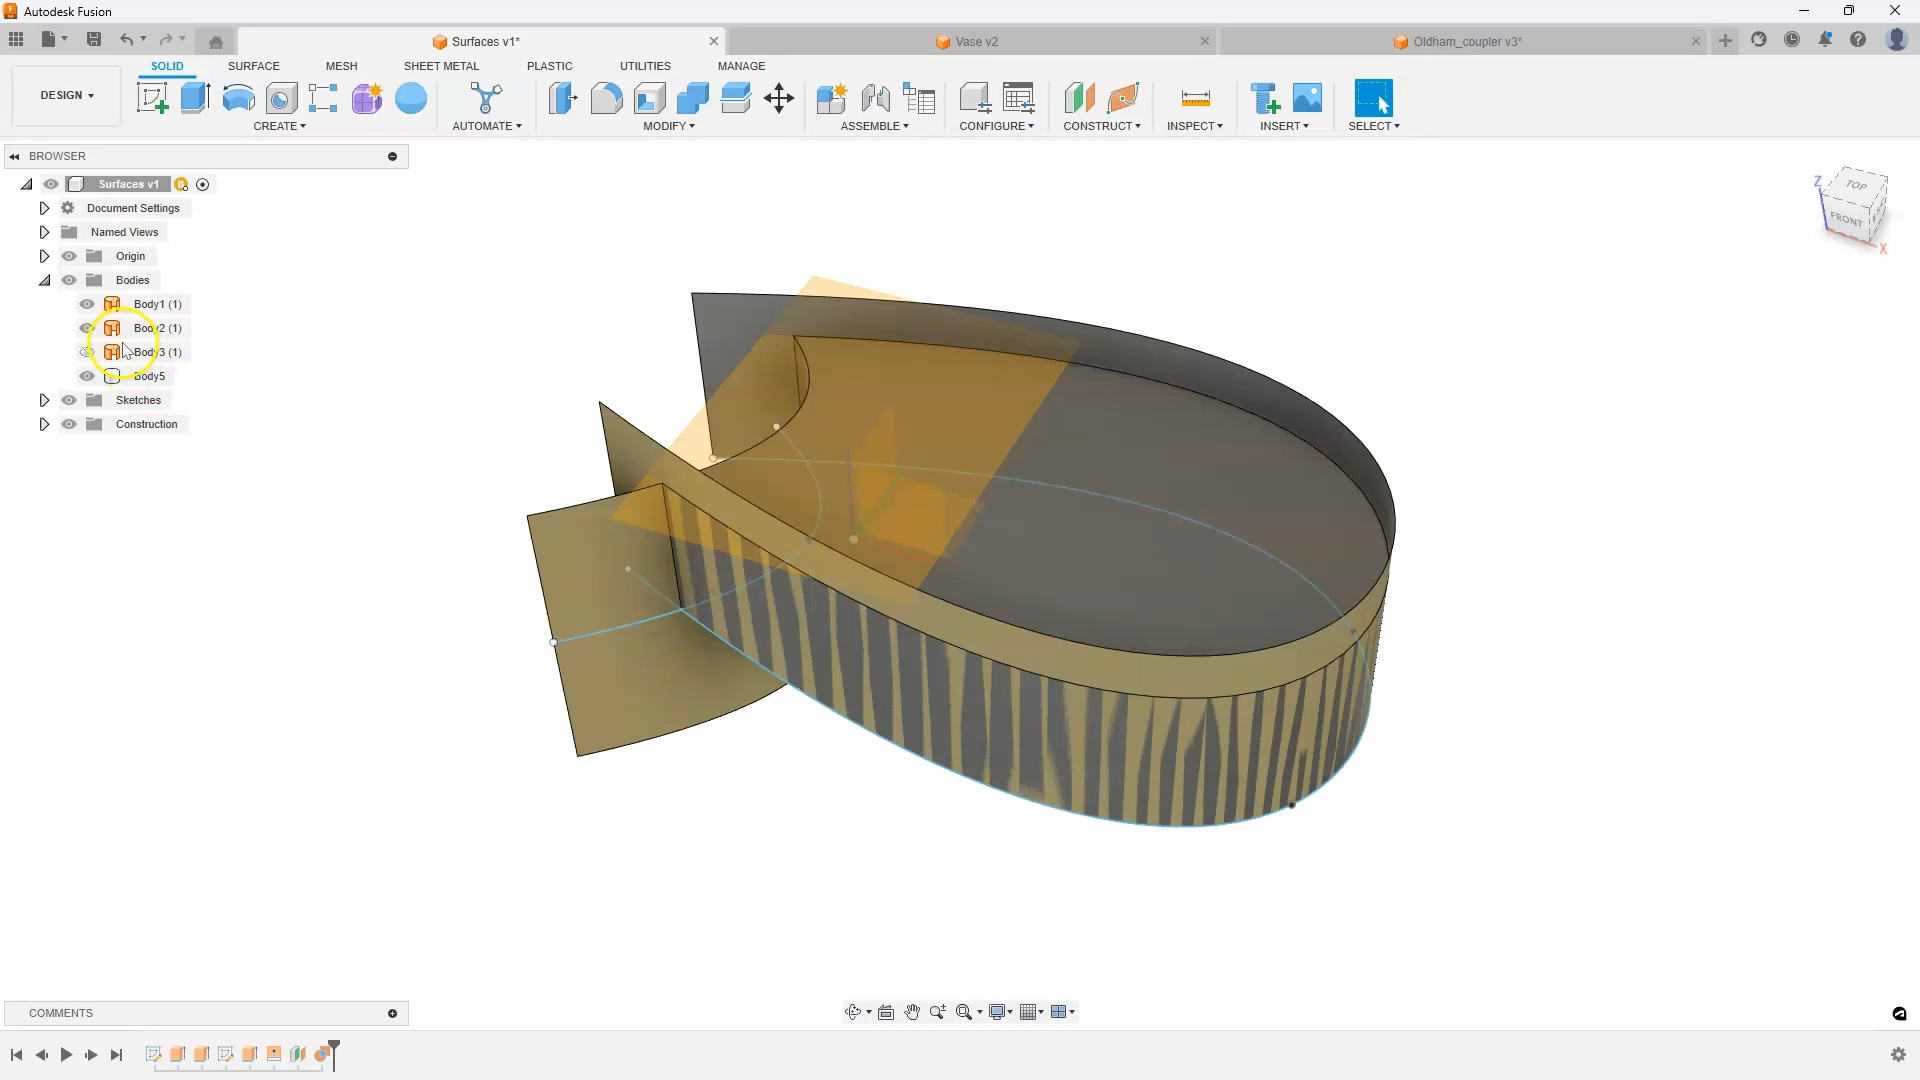 Autodesk Fusion
Surfaces v1*
Vase v2
Oldham_coupler v3*
SOLID
SURFACE
MESH
SHEET METAL
PLASTIC
UTILITIES
MANAGE
DESIGN
CREATE
AUTOMATE
MODIFY
ASSEMBLE
CONFIGURE
CONSTRUCT
INSPECT
INSERT
SELECT
BROWSER
Surfaces v1
Document Settings
Named Views
Origin
Bodies
Body1 (1)
Body2 (1)
Body3 (1)
Body5
Sketches
Construction
TOP
FRONT
Z
X
COMMENTS